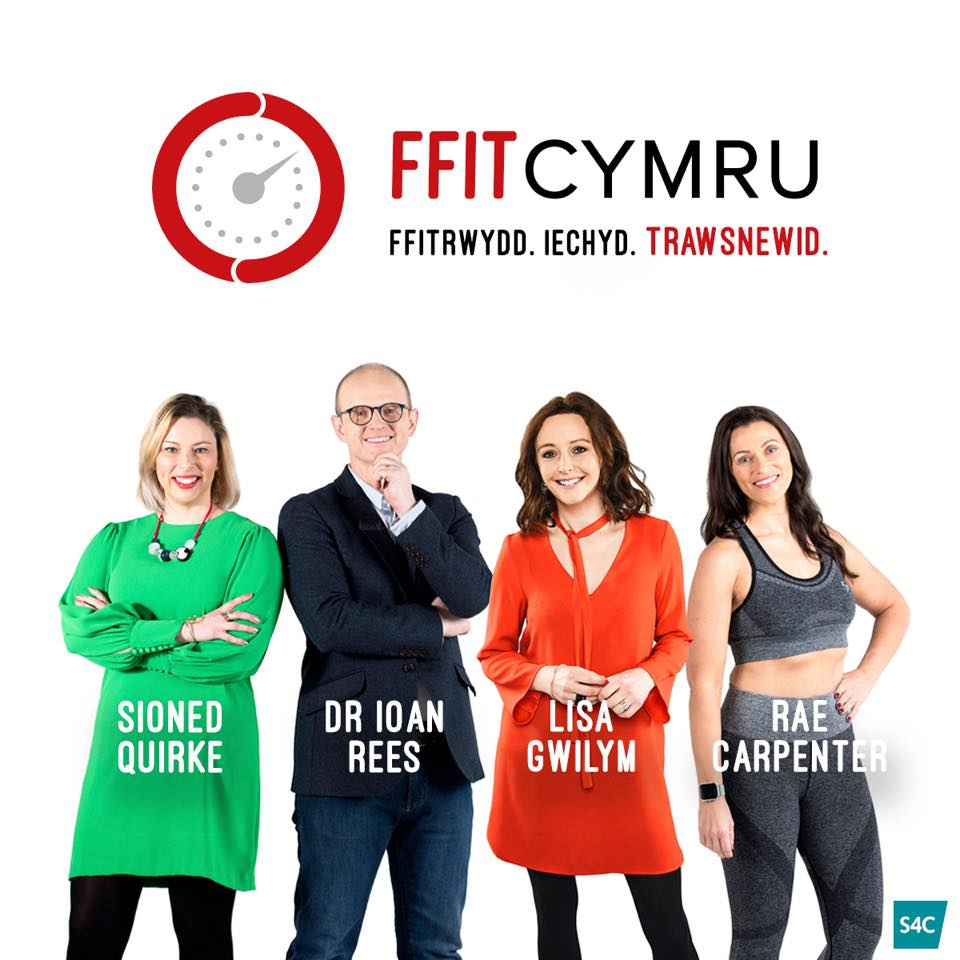 FFITCYMRU
FFITRWYDD. IECHYD. TRAWSNEWID.
SIONED
QUIRKE
DR IOAN
REES
LISA
GWILYM
RAE
CARPENTER
S4C